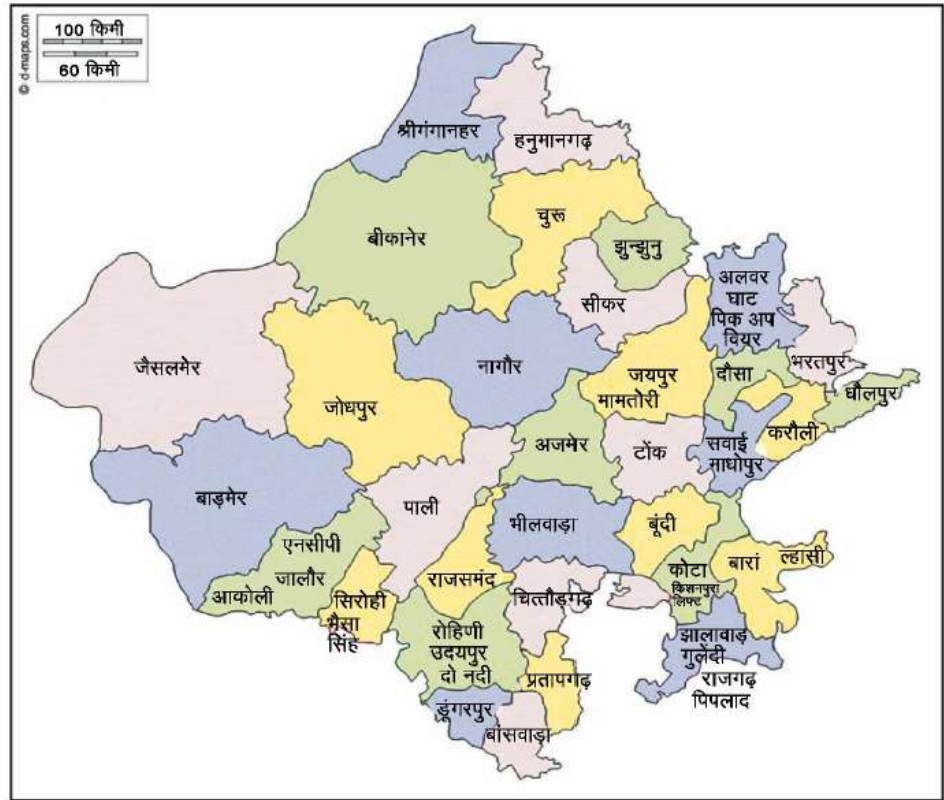 © d-maps.com
100 किमी
60 किमी
श्रीगंगानहर
हनुमानगढ़
चुरू
बीकानेर
झुन्झुनु
सीकर
अलवर
घाट
पिक अप
वियर
जैसलमेर
नागौर
जयपुर
मामतोरी
दौसा
भरतपुर
धौलपुर
जोधपुर
अजमेर
टोंक
सवाई
माधोपुर
करौली
बाड़मेर
पाली
भीलवाड़ा
बूंदी
एनसीपी
जालौर
आकोली
सिरोही
भैसा
सिंह
राजसमंद
चित्तौड़गढ़
कोटा
किशनपुरा
लिफ्ट
बारां
ल्हासी
रोहिणी
उदयपुर
दो नदी
प्रतापगढ़
झालावाड़
गुलेंदी
राजगढ़
पिपलाद
डूंगरपुर
बांसवाड़ा